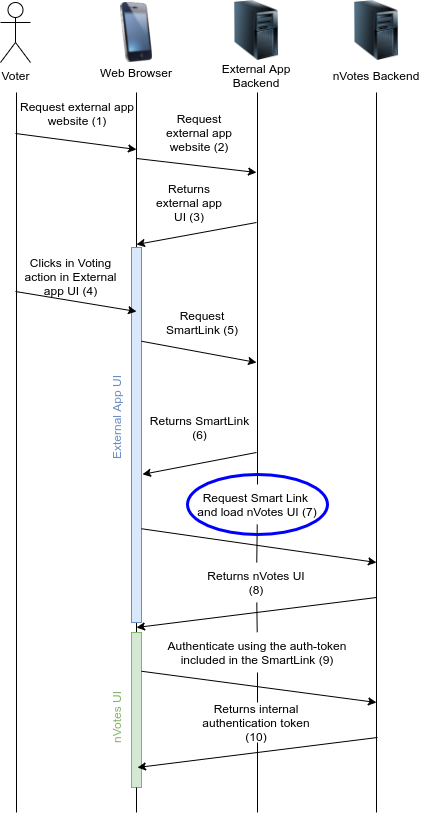 Voter
Web Browser
External App
Backend
nVotes Backend
Request external app
website (1)
Request
external app
website (2)
Returns
external app
UI (3)
Clicks in Voting
action in External
app UI (4)
Request
SmartLink (5)
External App UI
Returns SmartLink
(6)
Request Smart Link
and load nVotes UI (7)
Returns nVotes UI
(8)
Authenticate using the auth-token
included in the SmartLink (9)
nVotes UI
Returns internal
authentication token
(10)